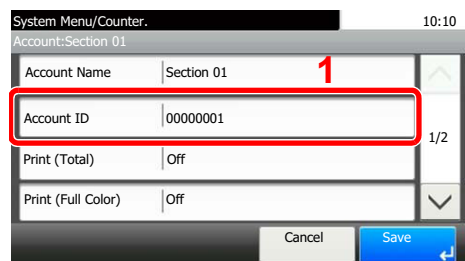 System Menu/Counter. 10:10
Account:Section 01
Account Name Section 01 1
Account ID 00000001
1/2
Print (Total) Off
Print (Full Color) Off
Cancel Save